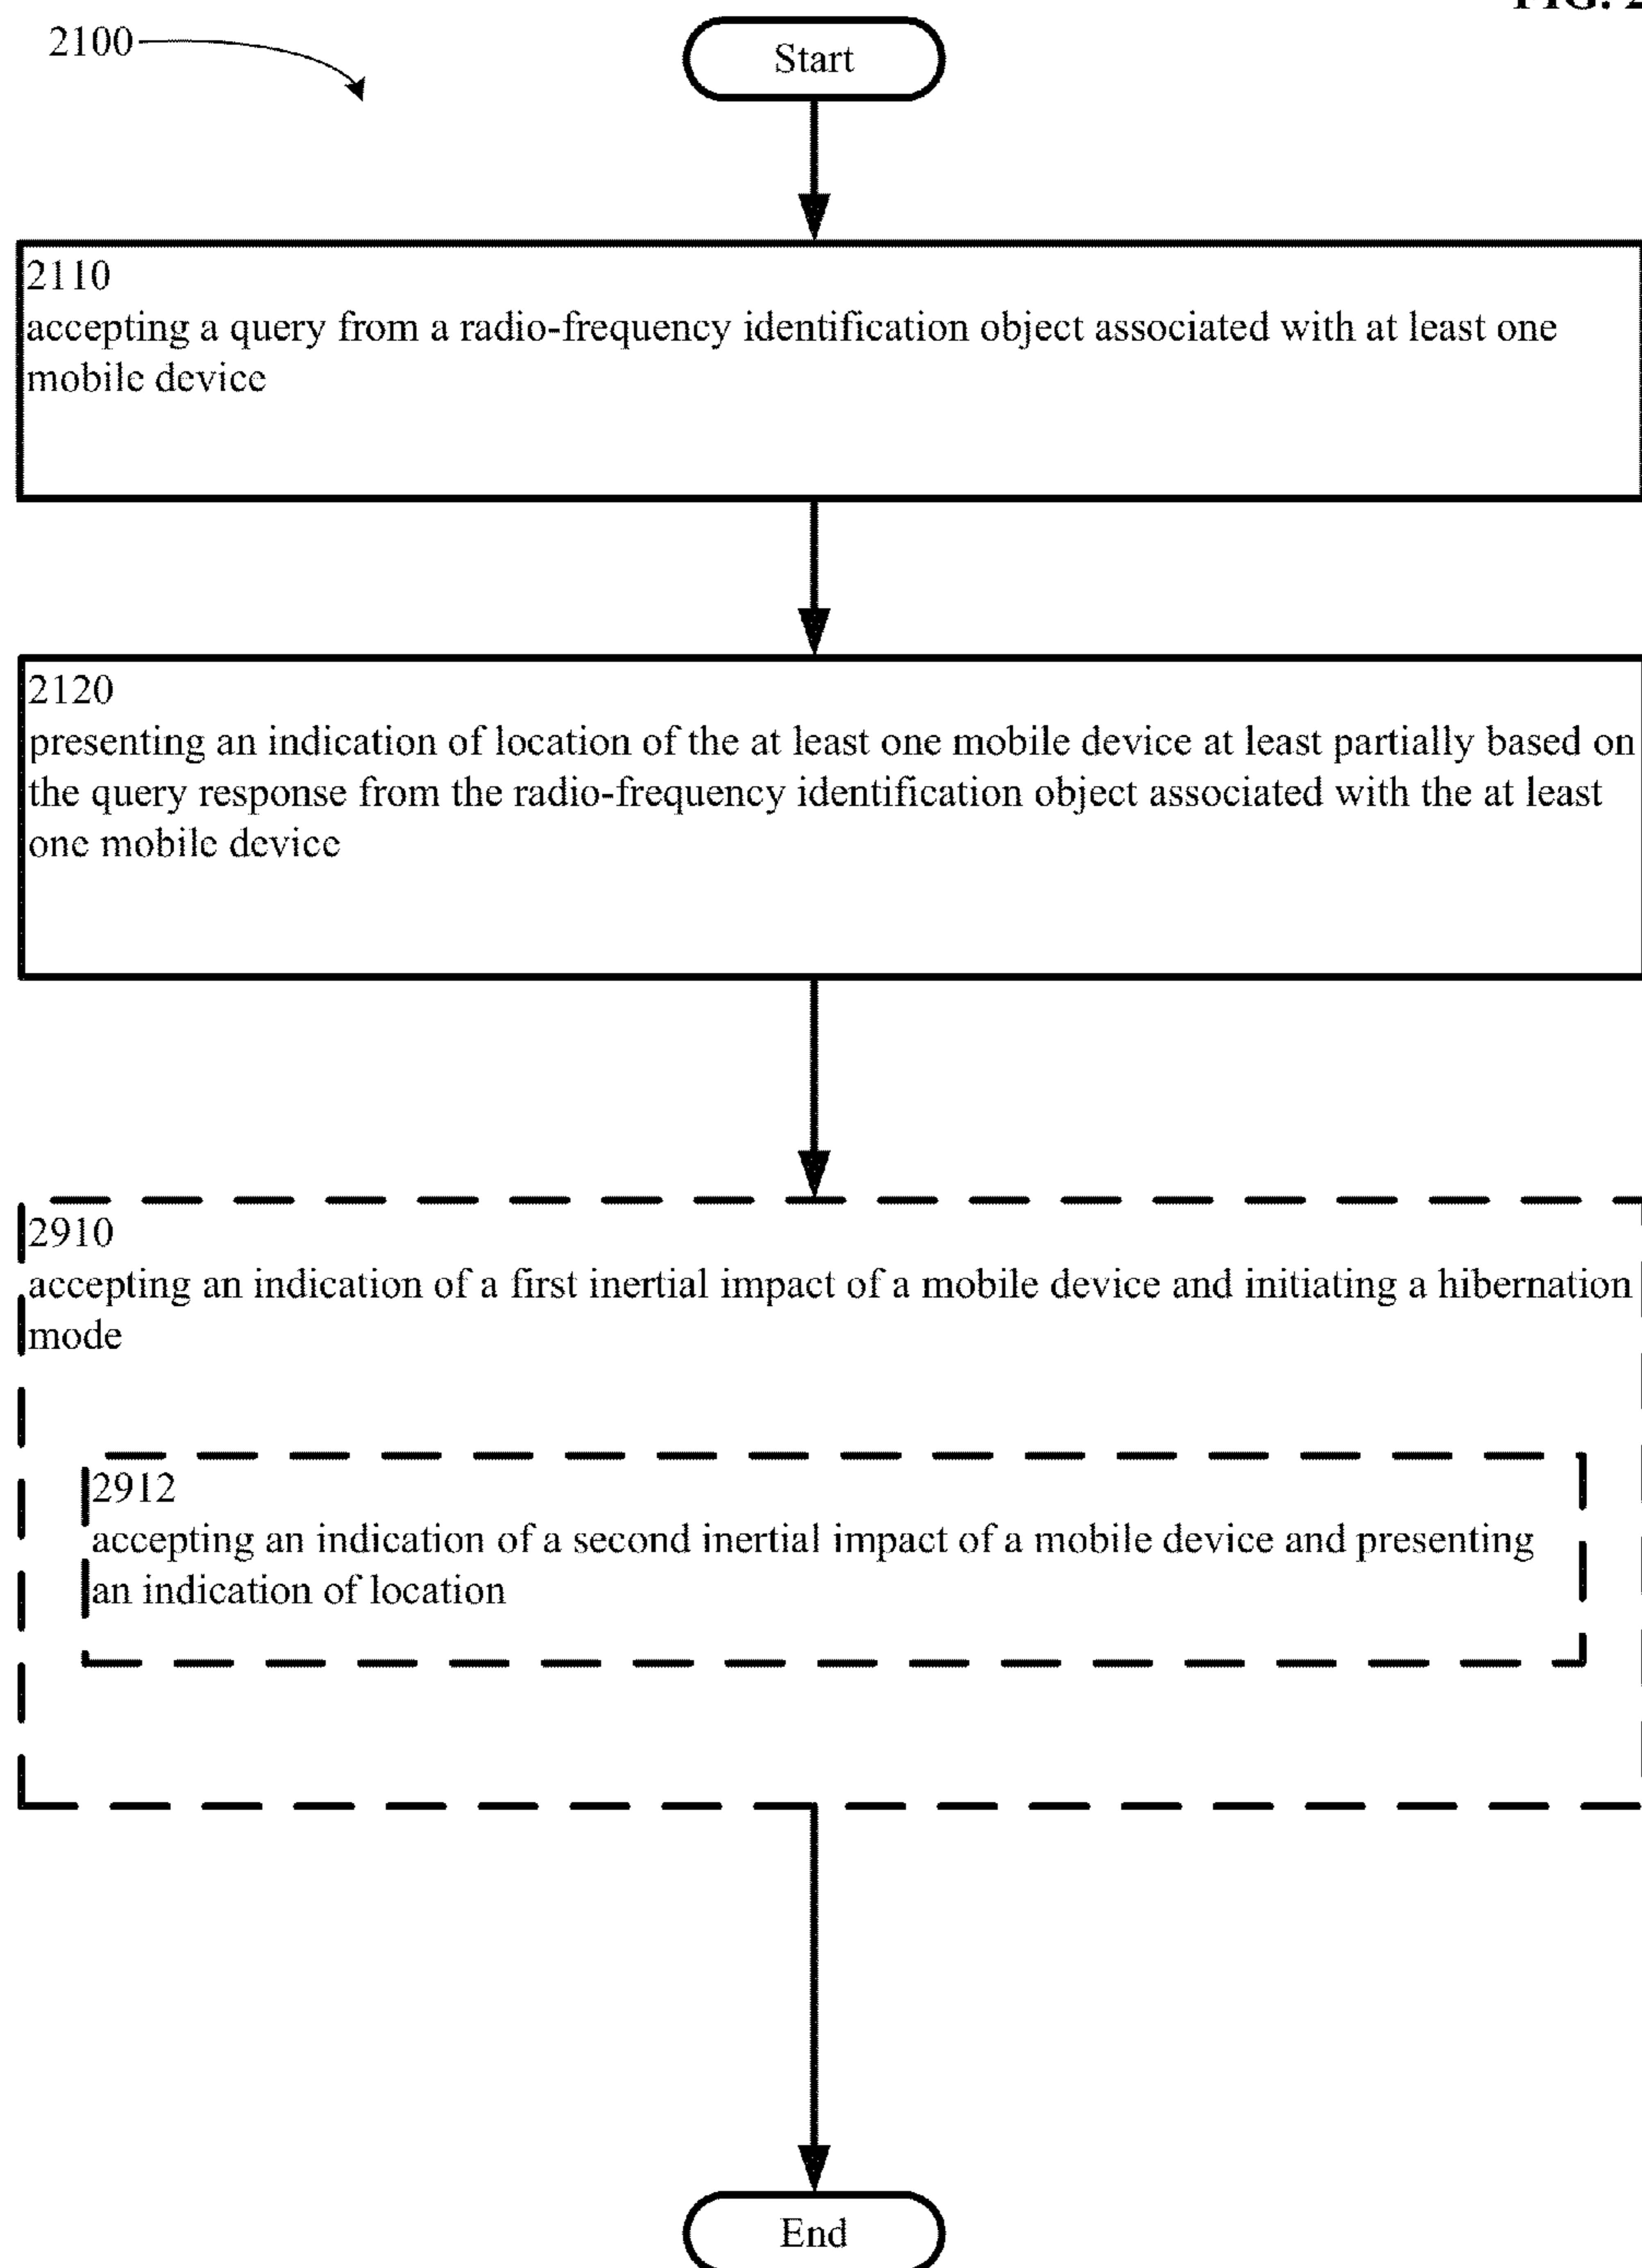 FIG. 2
2100
Start
2110
accepting a query from a radio-frequency identification object associated with at least one
mobile device
2120
presenting an indication of location of the at least one mobile device at least partially based on
the query response from the radio-frequency identification object associated with the at least
one mobile device
2910
accepting an indication of a first inertial impact of a mobile device and initiating a hibernation
mode
2912
accepting an indication of a second inertial impact of a mobile device and presenting
an indication of location
End